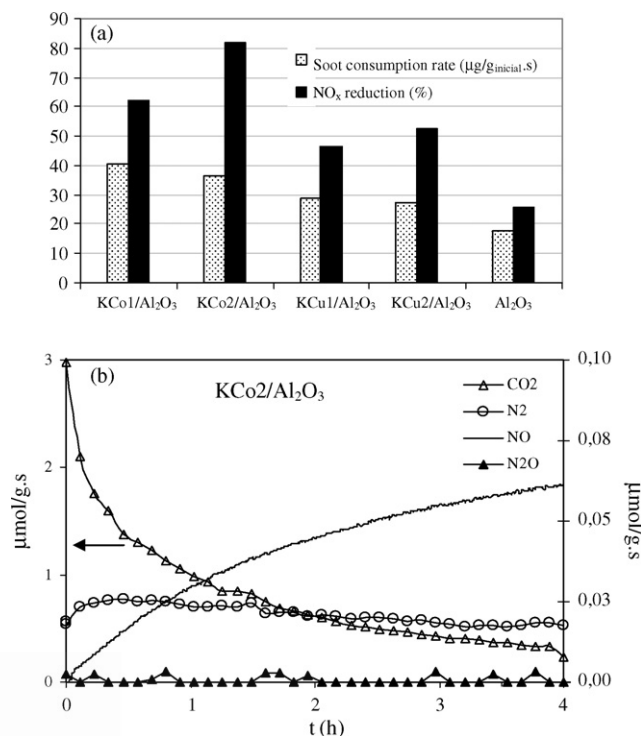 (a)
90
80
70
60
50
40
30
20
10
0
Soot consumption rate (µg/ginicial.s)
NOx reduction (%)
KCo1/Al2O3 KCo2/Al2O3 KCu1/Al2O3 KCu2/Al2O3 Al2O3
(b)
KCo2/Al2O3
CO2
N2
NO
N2O
3
2
1
0
µmol/g.s
0,10
0,08
0,05
0,03
0,00
µmol/g.s
0 1 2 3 4
t (h)